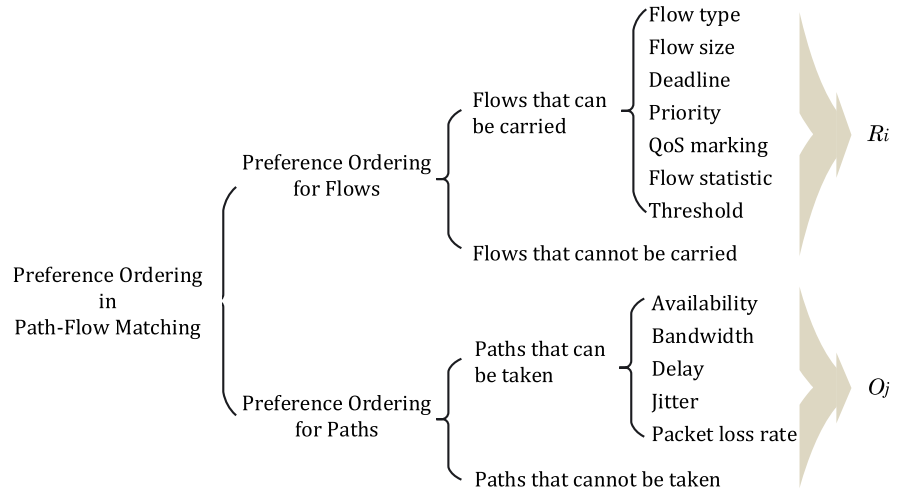 Preference Ordering
in
Path-Flow Matching
Preference Ordering
for Flows
Flows that can
be carried
Flow type
Flow size
Deadline
Priority
QoS marking
Flow statistic
Threshold
Flows that cannot be carried
Ri
Preference Ordering
for Paths
Paths that can
be taken
Availability
Bandwidth
Delay
Jitter
Packet loss rate
Paths that cannot be taken
Oj